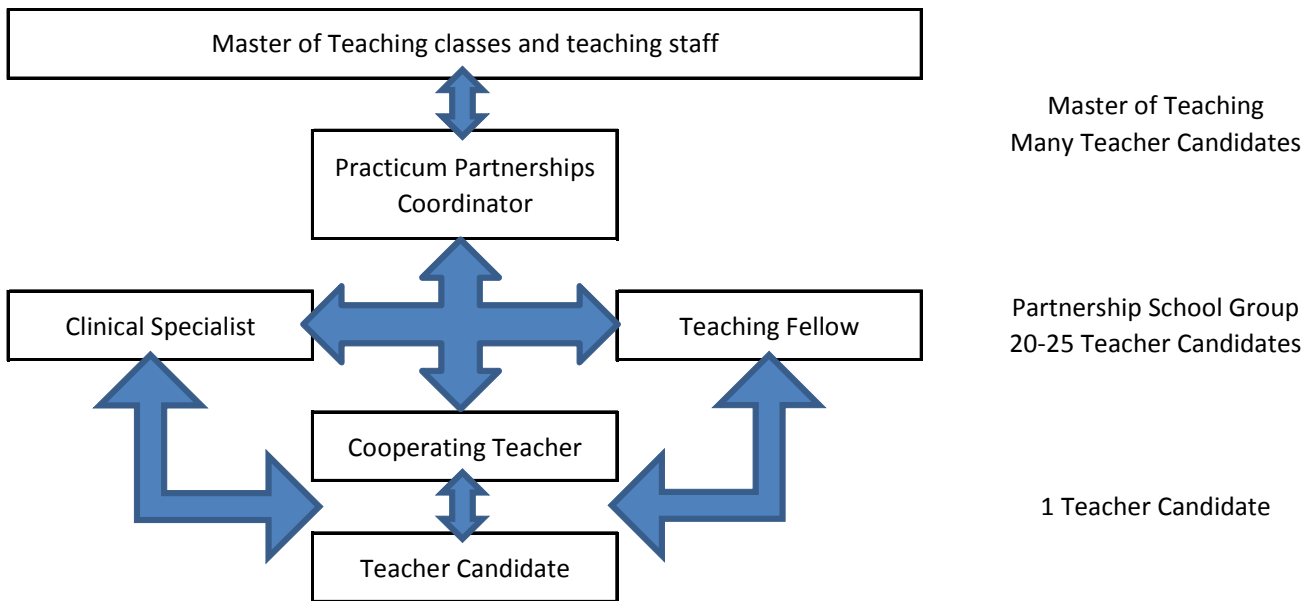 Master of Teaching classes and teaching staff
Master of Teaching
Many Teacher Candidates
Practicum Partnerships
Coordinator
Clinical Specialist
Teaching Fellow
Partnership School Group
20-25 Teacher Candidates
Cooperating Teacher
1 Teacher Candidate
Teacher Candidate